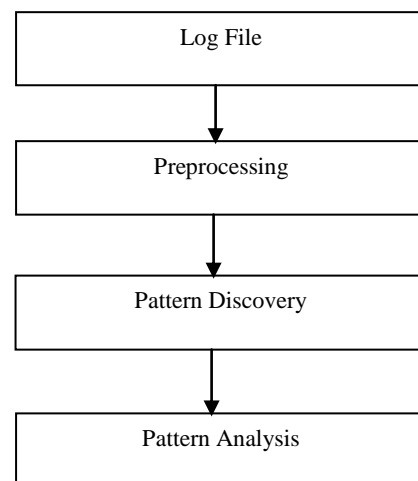 Log File
Preprocessing
Pattern Discovery
Pattern Analysis